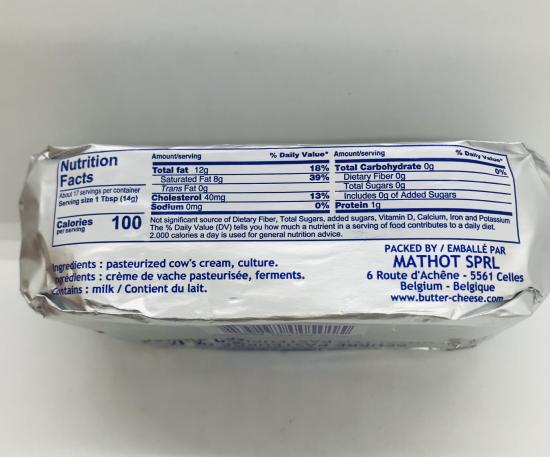 Nutrition
Facts
About 17 servings per container
Serving size 1 Tbsp (14g)
Calories 100
per serving
Amount/serving % Daily Value*
Total fat 12g 18%
Saturated Fat 8g 39%
Trans Fat 0g
Cholesterol 40mg 13%
Sodium 0mg 0%
Amount/serving % Daily Value*
Total Carbohydrate 0g 0%
Dietary Fiber 0g
Total Sugars 0g
Includes 0g of Added Sugars
Protein 1g
Not significant source of Dietary Fiber, Total Sugars, added sugars, Vitamin D, Calcium, Iron and Potassium
The % Daily Value (DV) tells you how much a nutrient in a serving of food contributes to a daily diet.
2.000 calories a day is used for general nutrition advice.
Ingredients : pasteurized cow's cream, culture.
Ingrédients : crème de vache pasteurisée, ferments.
Contains : milk / Contient du lait.
PACKED BY / EMBALLÉ PAR
MATHOT SPRL
6 Route d'Achêne - 5561 Celles
Belgium - Belgique
www.butter-cheese.com